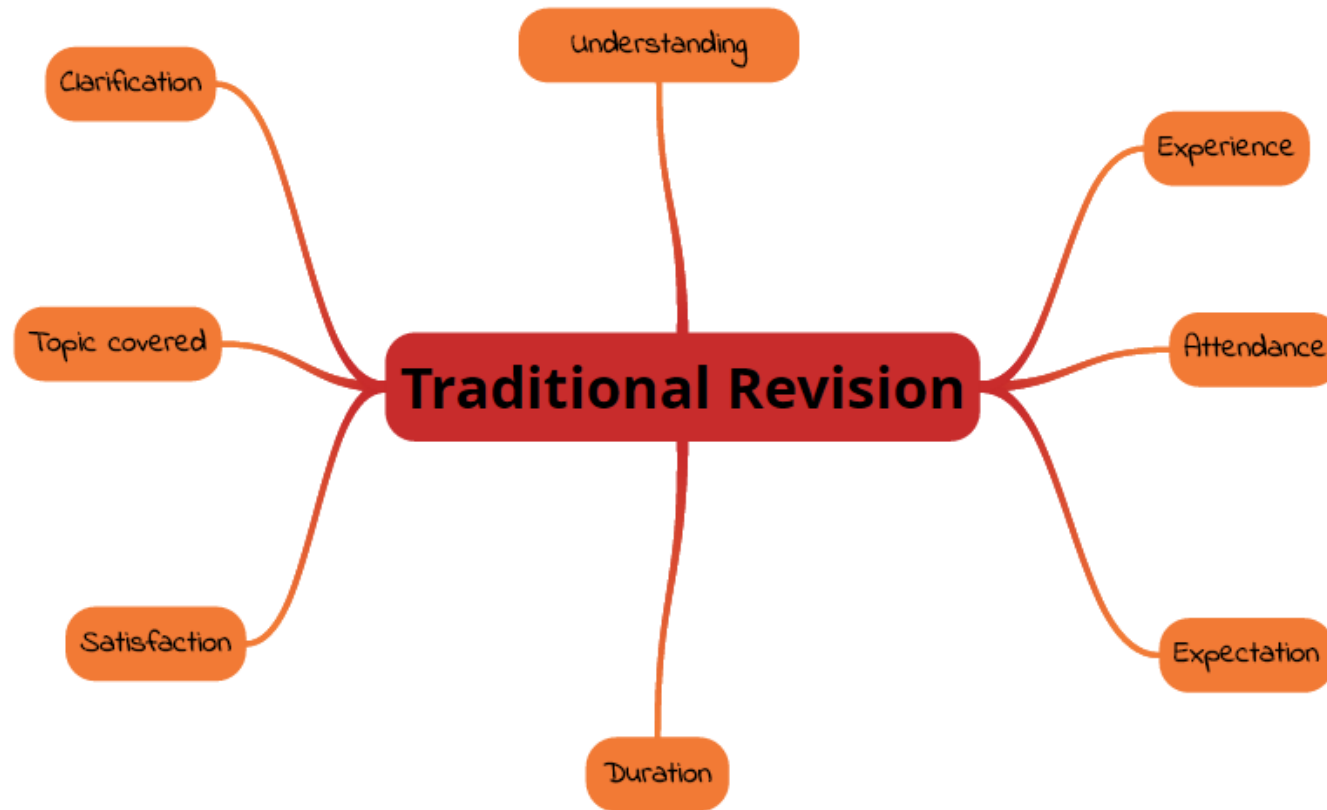 Understanding
Clarification
Experience
Topic covered
Attendance
Traditional Revision
Satisfaction
Expectation
Duration